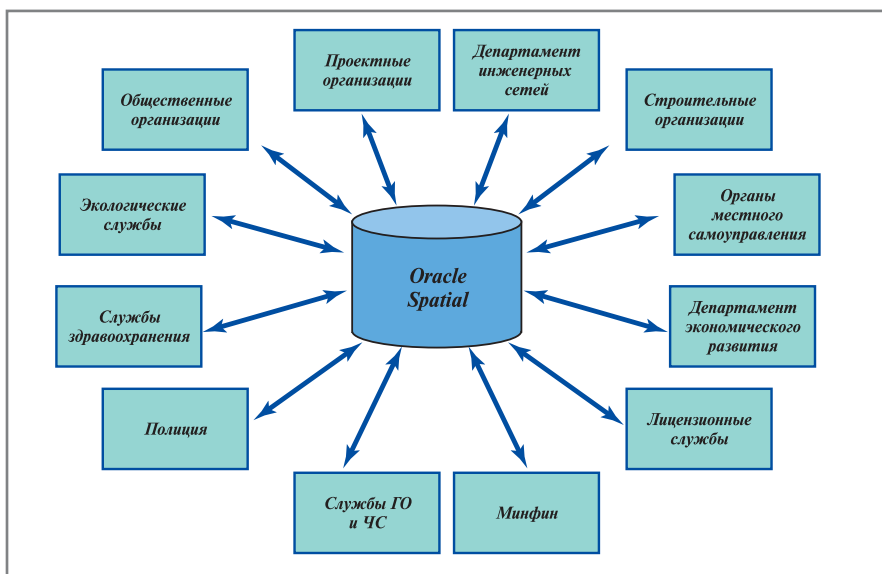 Проектные
организации
Департамент
инженерных
сетей
Общественные
организации
Строительные
организации
Экологические
службы
Органы
местного
самоуправления
Oracle
Spatial
Службы
здравоохранения
Департамент
экономического
развития
Полиция
Лицензионные
службы
Службы ГО
и ЧС
Минфин